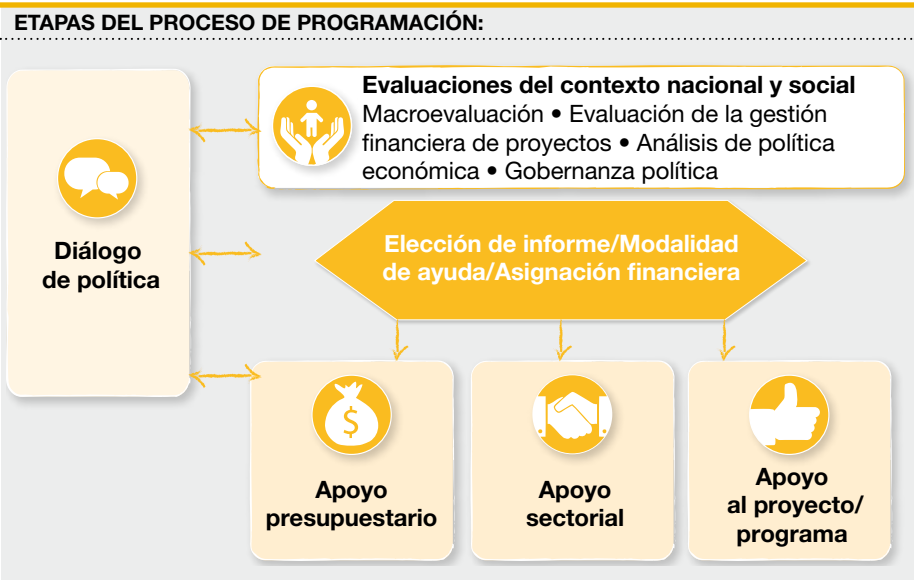 ETAPAS DEL PROCESO DE PROGRAMACIÓN:
Evaluaciones del contexto nacional y social
Macroevaluación • Evaluación de la gestión
financiera de proyectos • Análisis de política
económica • Gobernanza política
Diálogo
de política
Elección de informe/Modalidad
de ayuda/Asignación financiera
$
Apoyo
presupuestario
Apoyo
sectorial
Apoyo
al proyecto/
programa